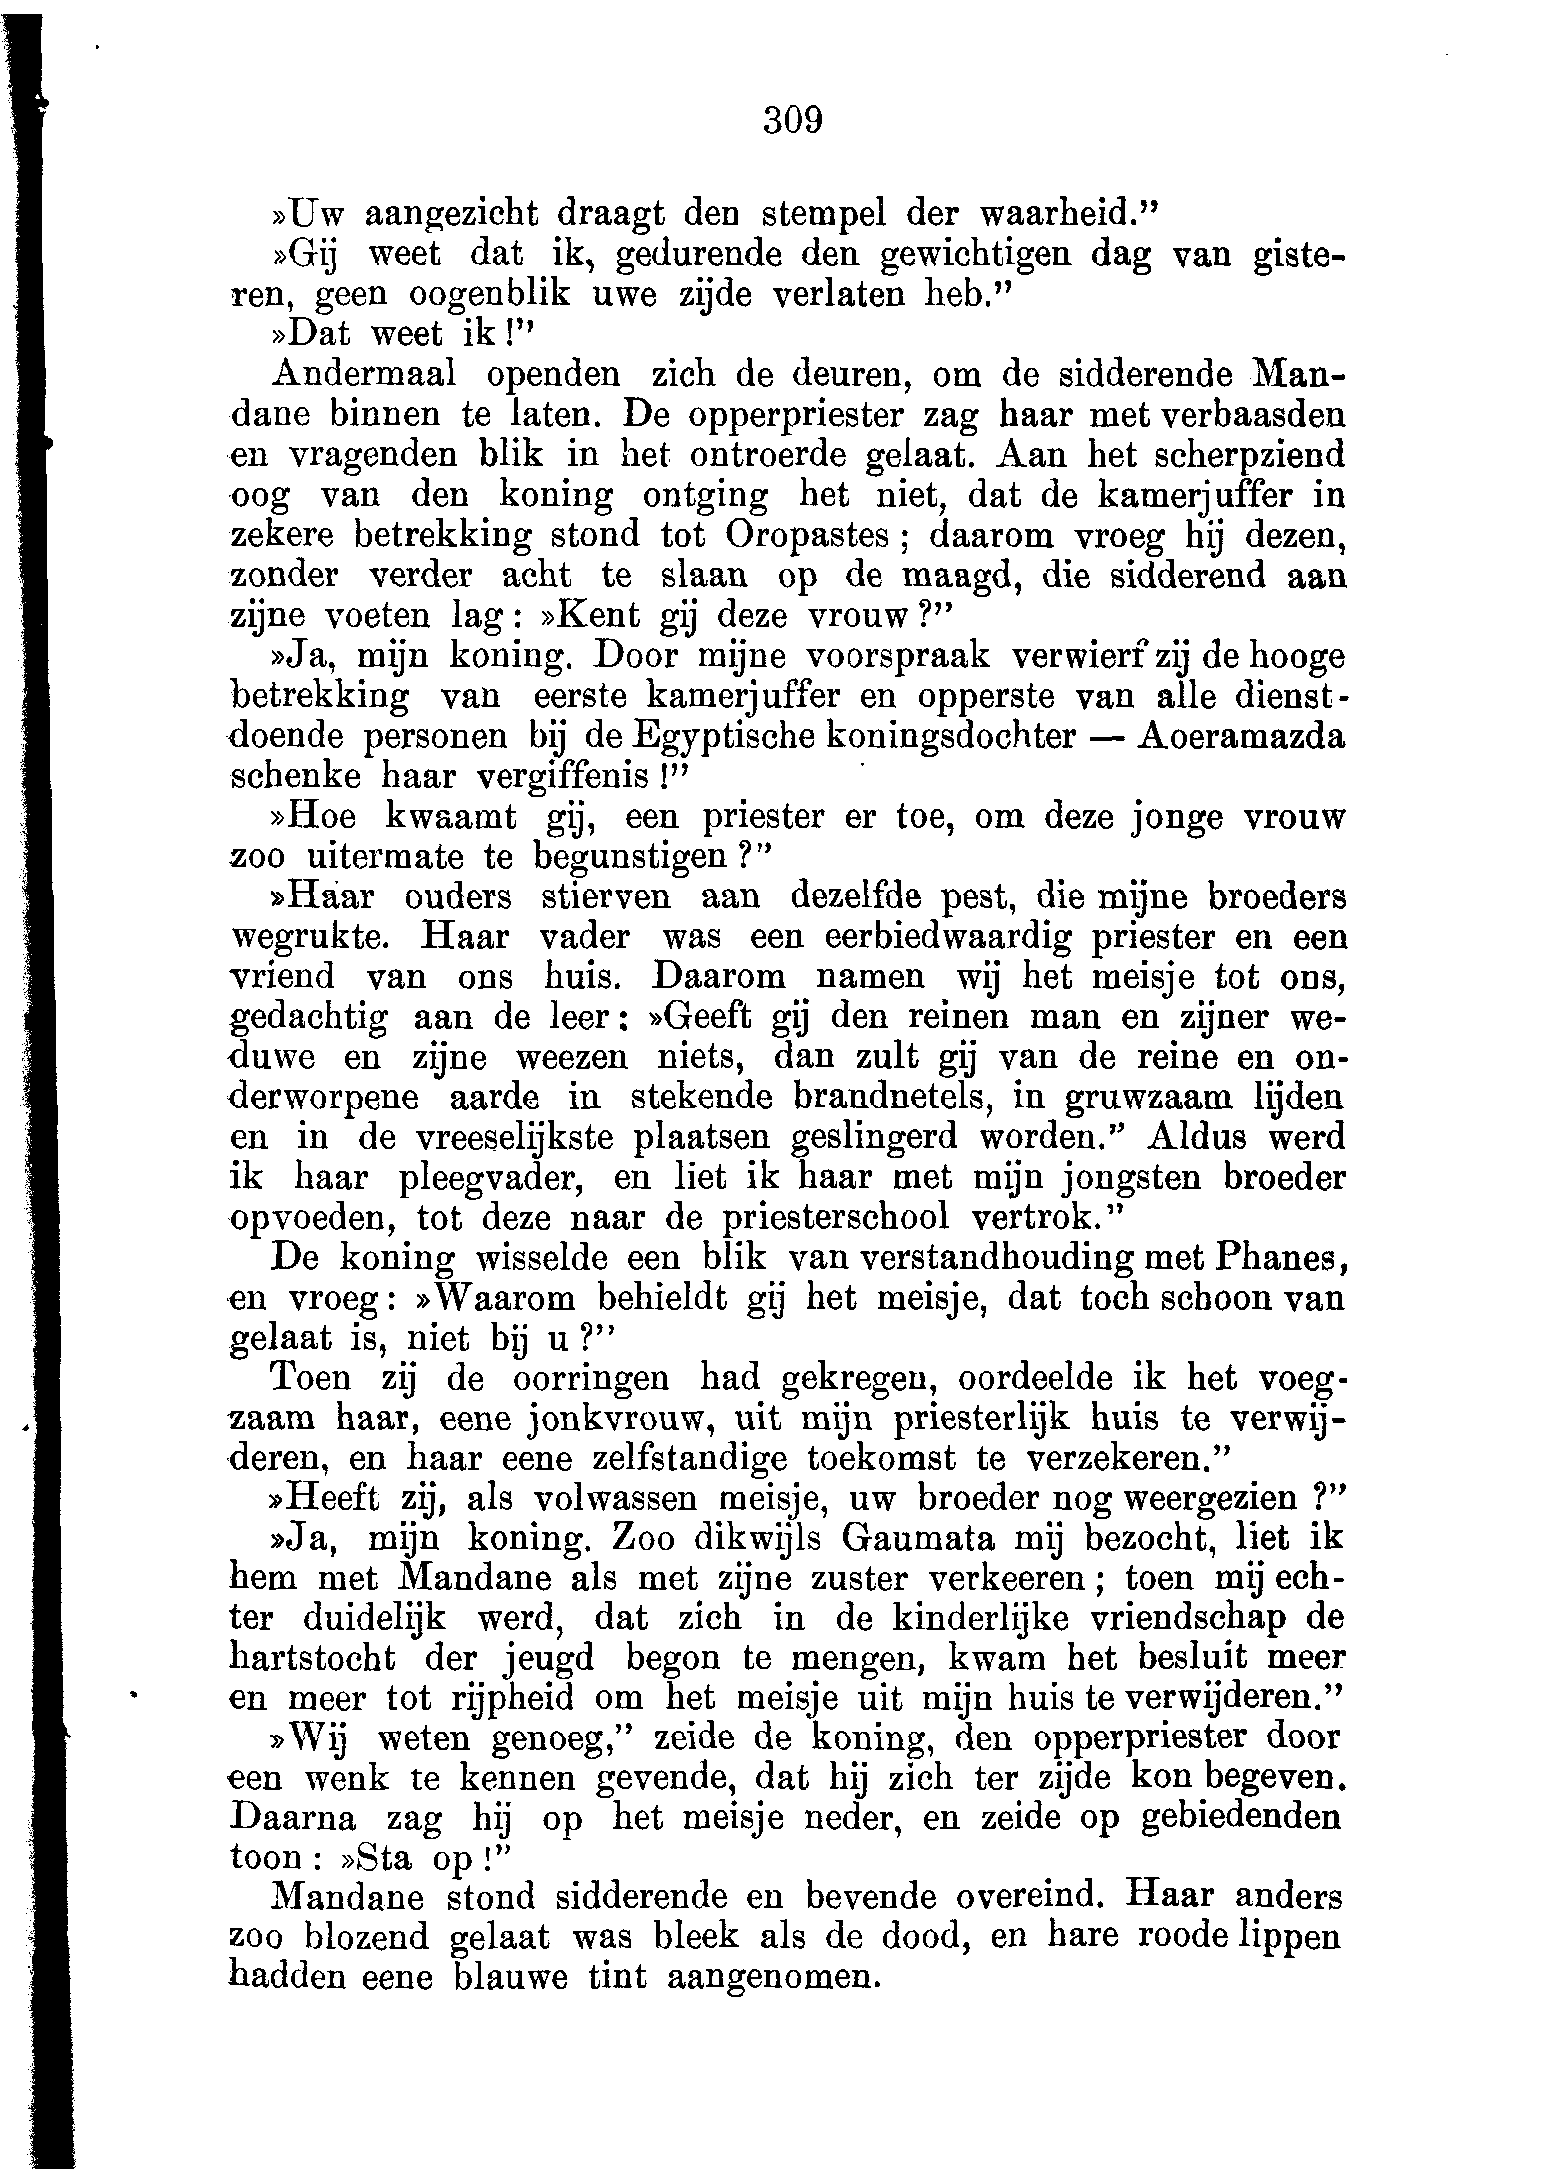 309
»Uw aangezicht draagt den stempel der waarheid.”
»Gij weet dat ik, gedurende den gewichtigen dag van giste-
ren, geen oogenblik uwe zijde verlaten heb.”
»Dat weet ik!”
Andermaal openden zich de deuren, om de sidderende Man-
dane binnen te laten. De opperpriester zag haar met verbaasden
en vragenden blik in het ontroerde gelaat. Aan het scherpziend
oog van den koning ontging het niet, dat de kamerjuffer in
zekere betrekking stond tot Oropastes; daarom vroeg hij dezen,
zonder verder acht te slaan op de maagd, die sidderend aan
zijne voeten lag: »Kent gij deze vrouw?”
»Ja, mijn koning. Door mijne voorspraak verwierf zij de hooge
betrekking van eerste kamerjuffer en opperste van alle dienst-
doende personen bij de Egyptische koningsdochter — Aoeramazda
schenke haar vergiffenis!”
»Hoe kwaamt gij, een priester er toe, om deze jonge vrouw
zoo uitermate te begunstigen?”
»Haar ouders stierven aan dezelfde pest, die mijne broeders
wegrukte. Haar vader was een eerbiedwaardig priester en een
vriend van ons huis. Daarom namen wij het meisje tot ons,
gedachtig aan de leer: »Geeft gij den reinen man en zijner we-
duwe en zijne weezen niets, dan zult gij van de reine en on-
derworpene aarde in stekende brandnetels, in gruwzaam lijden
en in de vreeselijkste plaatsen geslingerd worden.” Aldus werd
ik haar pleegvader, en liet ik haar met mijn jongsten broeder
opvoeden, tot deze naar de priesterschool vertrok.”
De koning wisselde een blik van verstandhouding met Phanes,
en vroeg: »Waarom behieldt gij het meisje, dat toch schoon van
gelaat is, niet bij u?”
Toen zij de oorringen had gekregen, oordeelde ik het voeg-
zaam haar, eene jonkvrouw, uit mijn priesterlijk huis te verwij-
deren, en haar eene zelfstandige toekomst te verzekeren.”
»Heeft zij, als volwassen meisje, uw broeder nog weergezien?”
»Ja, mijn koning. Zoo dikwijls Gaumata mij bezocht, liet ik
hem met Mandane als met zijne zuster verkeeren; toen mij ech-
ter duidelijk werd, dat zich in de kinderlijke vriendschap de
hartstocht der jeugd begon te mengen, kwam het besluit meer
en meer tot rijpheid om het meisje uit mijn huis te verwijderen.”
»Wij weten genoeg,” zeide de koning, den opperpriester door
een wenk te kennen gevende, dat hij zich ter zijde kon begeven.
Daarna zag hij op het meisje neder, en zeide op gebiedenden
toon: »Sta op!”
Mandane stond sidderende en bevende overeind. Haar anders
zoo blozend gelaat was bleek als de dood, en hare roode lippen
hadden eene blauwe tint aangenomen.